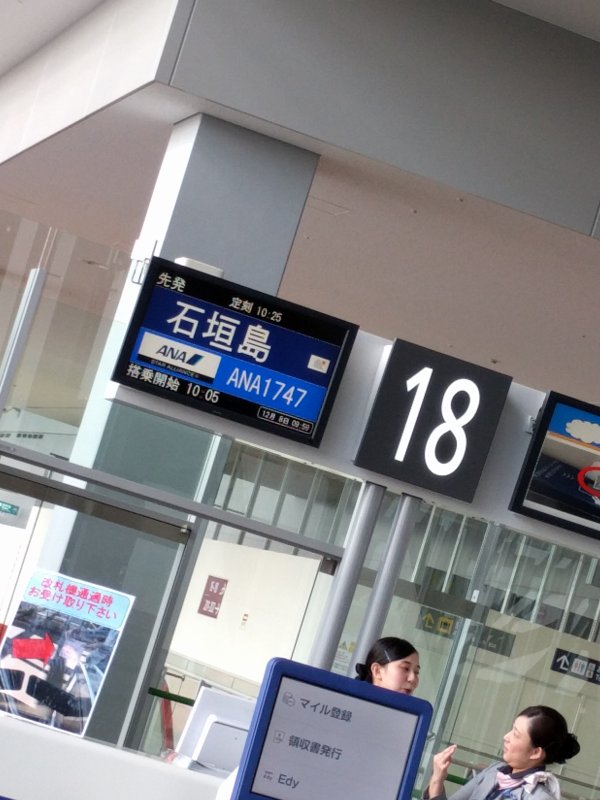 先発
定刻 10:25
石垣島
ANA
STAR ALLIANCE
ANA1747
搭乗開始 10:05
12月 8日 09:59
18
改札機通過時
お受け取り下さい
マイル登録
領収書発行
Edy